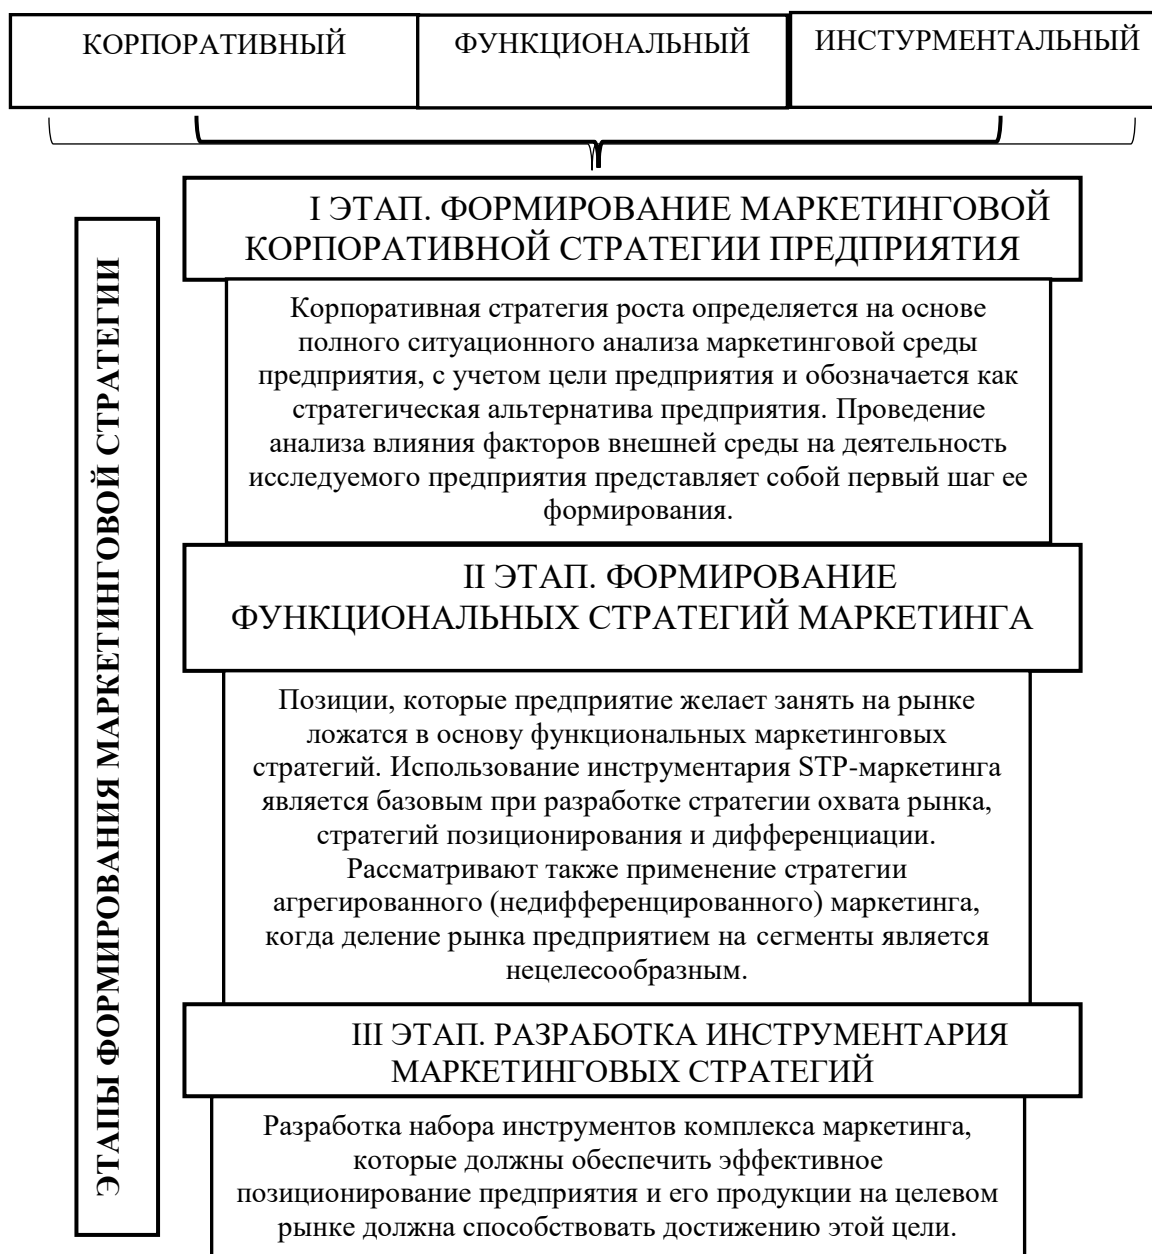 КОРПОРАТИВНЫЙ
ФУНКЦИОНАЛЬНЫЙ
ИНСТУРМЕНТАЛЬНЫЙ
ЭТАПЫ ФОРМИРОВАНИЯ МАРКЕТИНГОВОЙ СТРАТЕГИИ
I ЭТАП. ФОРМИРОВАНИЕ МАРКЕТИНГОВОЙ
КОРПОРАТИВНОЙ СТРАТЕГИИ ПРЕДПРИЯТИЯ
Корпоративная стратегия роста определяется на основе
полного ситуационного анализа маркетинговой среды
предприятия, с учетом цели предприятия и обозначается как
стратегическая альтернатива предприятия. Проведение
анализа влияния факторов внешней среды на деятельность
исследуемого предприятия представляет собой первый шаг ее
формирования.
II ЭТАП. ФОРМИРОВАНИЕ
ФУНКЦИОНАЛЬНЫХ СТРАТЕГИЙ МАРКЕТИНГА
Позиции, которые предприятие желает занять на рынке
ложатся в основу функциональных маркетинговых
стратегий. Использование инструментария STP-маркетинга
является базовым при разработке стратегии охвата рынка,
стратегий позиционирования и дифференциации.
Рассматривают также применение стратегии
агрегированного (недифференцированного) маркетинга,
когда деление рынка предприятием на сегменты является
нецелесообразным.
III ЭТАП. РАЗРАБОТКА ИНСТРУМЕНТАРИЯ
МАРКЕТИНГОВЫХ СТРАТЕГИЙ
Разработка набора инструментов комплекса маркетинга,
которые должны обеспечить эффективное
позиционирование предприятия и его продукции на целевом
рынке должна способствовать достижению этой цели.